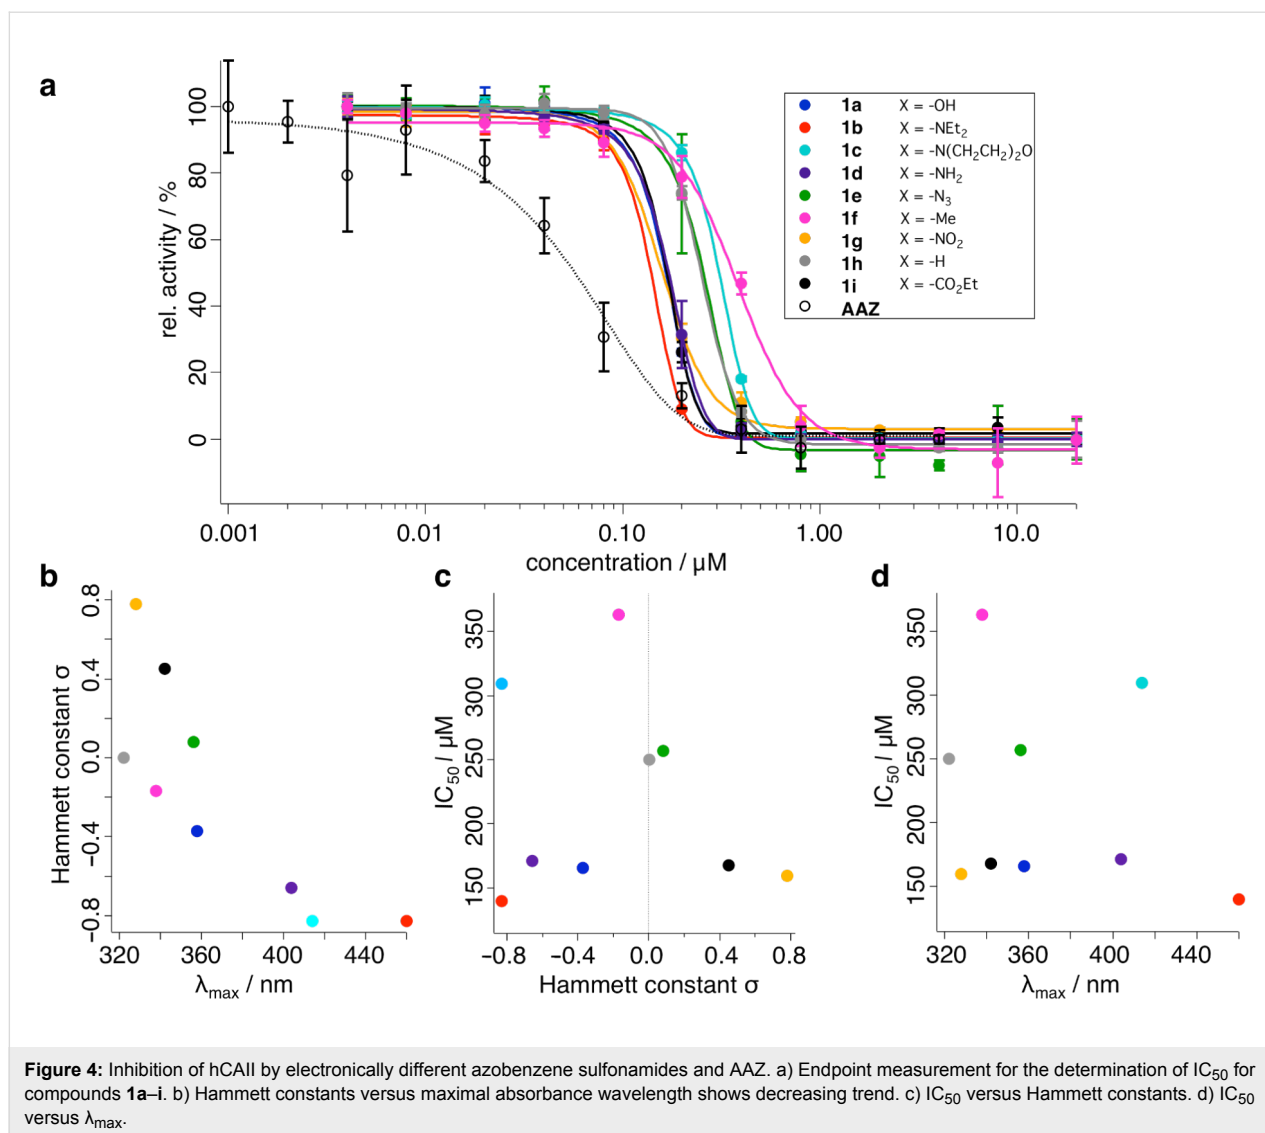 a
rel. activity / %
100
80
60
40
20
0
0.001
0.01
0.10
1.00
10.0
concentration / μM
1a X = -OH
1b X = -NEt2
1c X = -N(CH2CH2)2O
1d X = -NH2
1e X = -N3
1f X = -Me
1g X = -NO2
1h X = -H
1i X = -CO2Et
AAZ
b
Hammett constant σ
0.8
0.4
0.0
−0.4
−0.8
320
360
400
440
λmax / nm
c
IC50 / μM
350
300
250
200
150
−0.8
−0.4
0.0
0.4
0.8
Hammett constant σ
d
IC50 / μM
350
300
250
200
150
320
360
400
440
λmax / nm
Figure 4: Inhibition of hCAII by electronically different azobenzene sulfonamides and AAZ. a) Endpoint measurement for the determination of IC50 for
compounds 1a–i. b) Hammett constants versus maximal absorbance wavelength shows decreasing trend. c) IC50 versus Hammett constants. d) IC50
versus λmax.